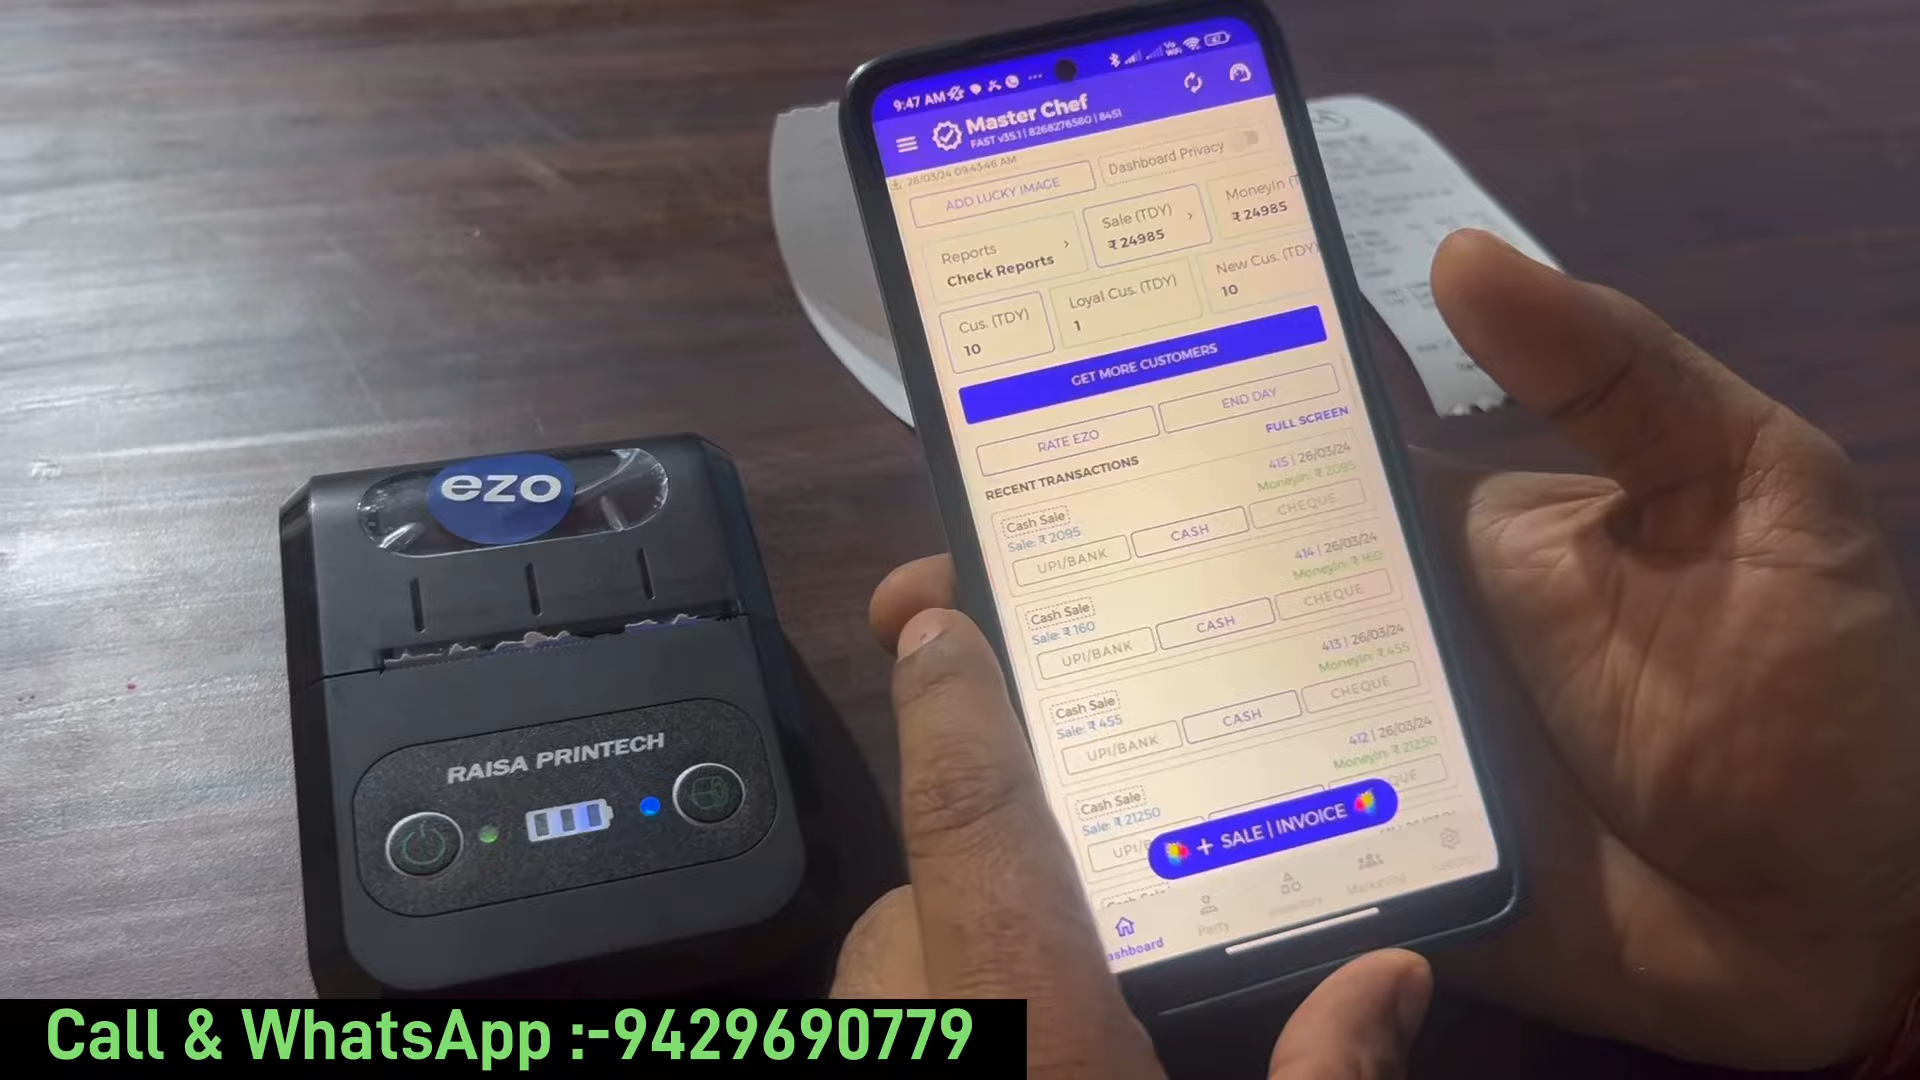 9:47 AM
Master Chef
FAST v35.1 | 8268276580 | 8451
26/03/24 09:43:46 AM
ADD LUCKY IMAGE
Dashboard Privacy
Reports
Check Reports
Sale (TDY)
₹ 24985
MoneyIn (T
₹ 24985
Cus. (TDY)
10
Loyal Cus. (TDY)
1
New Cus. (TDY)
10
GET MORE CUSTOMERS
RATE EZO
END DAY
FULL SCREEN
RECENT TRANSACTIONS
415 | 26/03/24
MoneyIn: ₹ 2095
Cash Sale
Sale: ₹ 2095
UPI/BANK
CASH
CHEQUE
414 | 26/03/24
MoneyIn: ₹ 160
Cash Sale
Sale: ₹ 160
UPI/BANK
CASH
CHEQUE
413 | 26/03/24
MoneyIn: ₹ 455
Cash Sale
Sale: ₹ 455
UPI/BANK
CASH
CHEQUE
412 | 26/03/24
MoneyIn: ₹ 21250
Cash Sale
Sale: ₹ 21250
+ SALE | INVOICE
ashboard
Party
Inventory
Marketing
Settings
ezo
RAISA PRINTECH
Call & WhatsApp :-9429690779